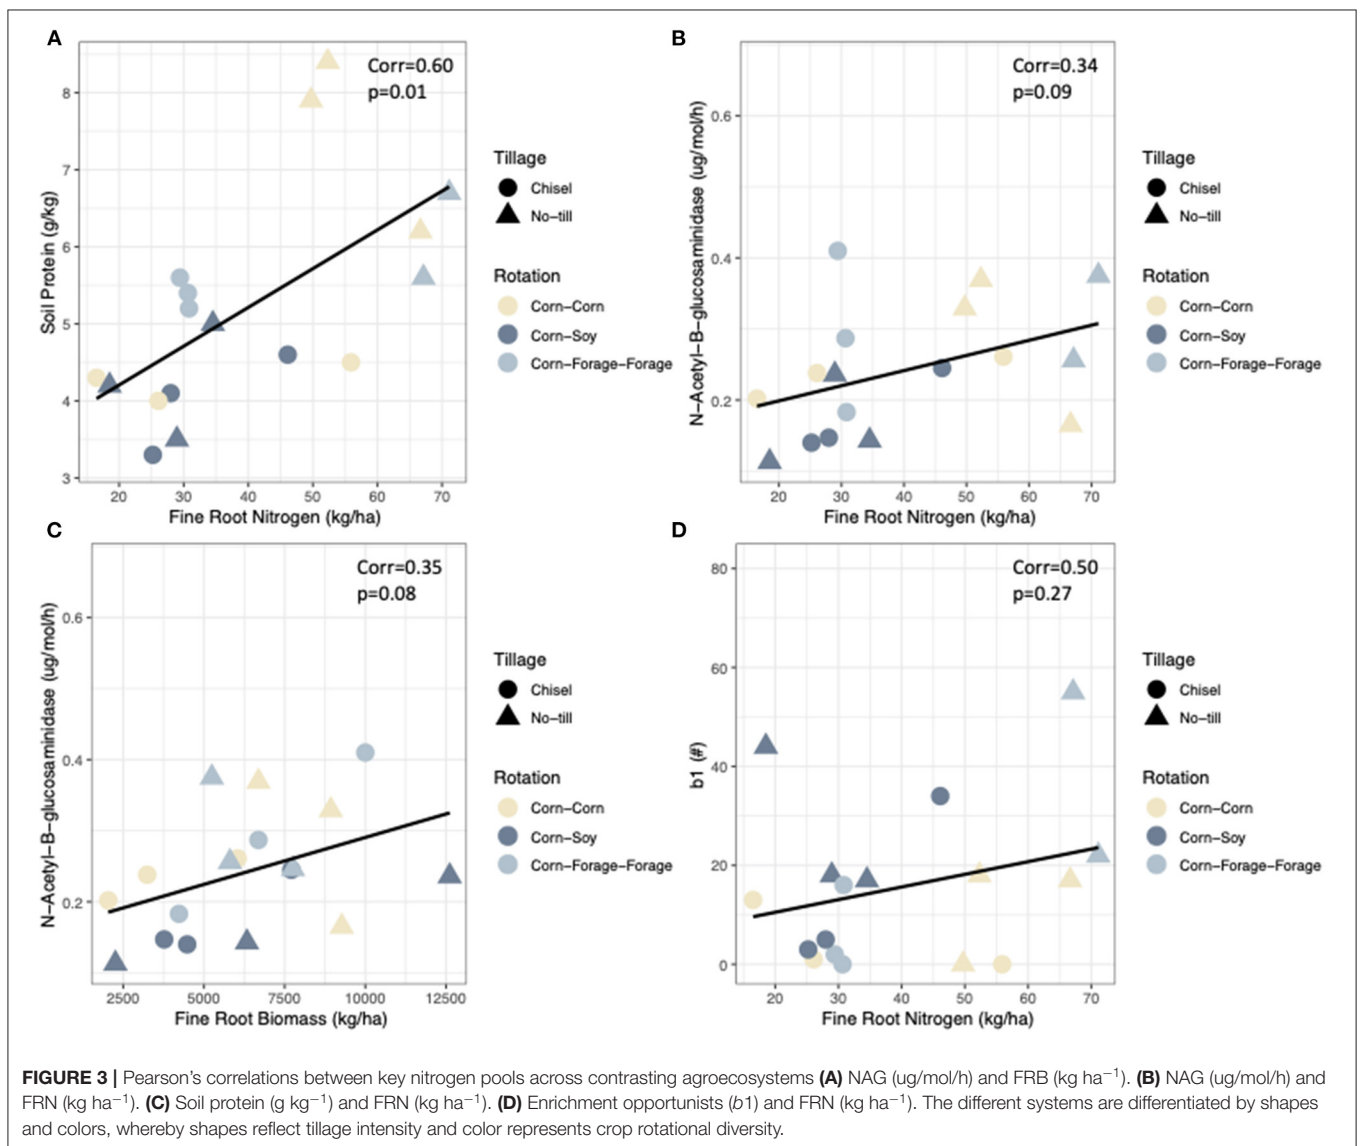 A
Corr=0.60
p=0.01
Soil Protein (g/kg)
8
7
6
5
4
3
20 30 40 50 60 70
Fine Root Nitrogen (kg/ha)
Tillage
Chisel
No-till
Rotation
Corn-Corn
Corn-Soy
Corn-Forage-Forage
B
Corr=0.34
p=0.09
N-Acetyl-B-glucosaminidase (ug/mol/h)
0.6
0.4
0.2
20 30 40 50 60 70
Fine Root Nitrogen (kg/ha)
Tillage
Chisel
No-till
Rotation
Corn-Corn
Corn-Soy
Corn-Forage-Forage
C
Corr=0.35
p=0.08
N-Acetyl-B-glucosaminidase (ug/mol/h)
0.6
0.4
0.2
2500 5000 7500 10000 12500
Fine Root Biomass (kg/ha)
Tillage
Chisel
No-till
Rotation
Corn-Corn
Corn-Soy
Corn-Forage-Forage
D
Corr=0.50
p=0.27
b1 (#)
80
60
40
20
0
20 30 40 50 60 70
Fine Root Nitrogen (kg/ha)
Tillage
Chisel
No-till
Rotation
Corn-Corn
Corn-Soy
Corn-Forage-Forage
FIGURE 3 | Pearson's correlations between key nitrogen pools across contrasting agroecosystems (A) NAG (ug/mol/h) and FRB (kg ha⁻¹). (B) NAG (ug/mol/h) and
FRN (kg ha⁻¹). (C) Soil protein (g kg⁻¹) and FRN (kg ha⁻¹). (D) Enrichment opportunists (b1) and FRN (kg ha⁻¹). The different systems are differentiated by shapes
and colors, whereby shapes reflect tillage intensity and color represents crop rotational diversity.